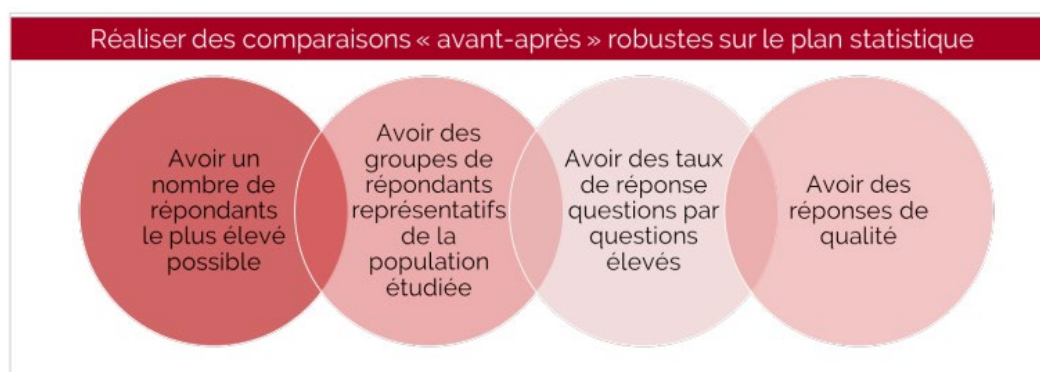 Réaliser des comparaisons « avant-après » robustes sur le plan statistique
Avoir un
nombre de
répondants
le plus élevé
possible
Avoir des
groupes de
répondants
représentatifs
de la
population
étudiée
Avoir des taux
de réponse
questions par
questions
élevés
Avoir des
réponses de
qualité